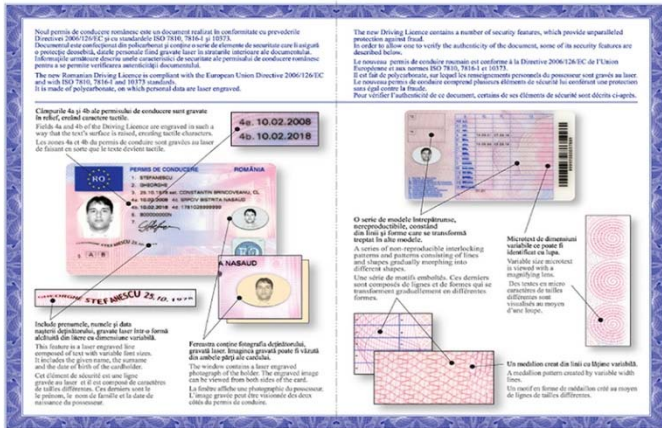 Noul permis de conducere românesc este un document realizat în conformitate cu prevederile
Directivei 2006/126/EC și cu standardele ISO 7810, 7816-1 și 10373.
Documentul este confecționat din policarbonat și conține o serie de elemente de securitate care îi asigură
o protecție deosebită, datele personale fiind gravate laser în straturile interioare ale documentului.
Informațiile următoare descriu unele caracteristici de securitate ale permisului de conducere românesc
pentru a se permite verificarea autenticității documentului.
The new Romanian Driving Licence is compliant with the European Union Directive 2006/126/EC
and with ISO 7810, 7816-1 and 10373 standards.
It is made of polycarbonate, on which personal data are laser engraved.
Câmpurile 4a și 4b ale permisului de conducere sunt gravate
în relief, creând caractere tactile.
Fields 4a and 4b of the Driving Licence are engraved in such a
way that the text's surface is raised, creating tactile characters.
Les zones 4a et 4b du permis de conduire sont gravées au laser
de faisant en sorte que le texte devient tactile.
4a. 10.02.2008
4b. 10.02.2018
RO
PERMIS DE CONDUCERE ROMÂNIA
1. STEFANESCU
2. GHEORGHE
4a. 10.02.2008
4b. 10.02.2018
A NASAUD
STEFANESCU 25.10.
Include prenumele, numele și data
nașterii deținătorului, gravate laser într-o formă
alcătuită din litere cu dimensiune variabilă.
This feature is a laser engraved line
composed of text with variable font sizes.
It includes the given name, the surname
and the date of birth of the cardholder.
Cet élément de sécurité est une ligne
gravée au laser et il est composé de caractères
de tailles différentes. Ces derniers sont le
le prénom, le nom de famille et la date de
naissance du possesseur.
Fereastra conține fotografia deținătorului,
gravată laser. Imaginea gravată poate fi văzută
din ambele părți ale cardului.
The window contains a laser engraved
photograph of the holder. The engraved image
can be viewed from both sides of the card.
La fenêtre affiche une photographie du possesseur.
L'image gravée peut être visionnée des deux
côtés du permis de conduire.
The new Driving Licence contains a number of security features, which provide unparalleled
protection against fraud.
In order to allow one to verify the authenticity of the document, some of its security features are
described below.
Le nouveau permis de conduire roumain est conforme à la Directive 2006/126/EC de l'Union
Européenne et aux normes ISO 7810, 7816-1 et 10373.
Il est fait de polycarbonate, sur lequel les renseignements personnels du possesseur sont gravés au laser.
Le nouveau permis de conduire comprend plusieurs éléments de sécurité lui conférant une protection
sans égal contre la fraude.
Pour vérifier l'authenticité de ce document, certains de ses éléments de sécurité sont décrits ci-après.
O serie de modele întrepătrunse,
nereproductibile, constând
din linii și forme care se transformă
treptat în alte modele.
A series of non-reproducible interlocking
patterns and patterns consisting of lines
and shapes gradually morphing into
different shapes.
Une série de motifs emboîtés. Ces derniers
sont composés de lignes et de formes qui se
transforment graduellement en différentes
formes.
Microtext de dimensiuni
variabile ce poate fi
identificat cu lupa.
Variable size microtext
is viewed with a
magnifying lens.
Des textes en micro
caractères de tailles
différentes sont
visualisés au moyen
d'une loupe.
Un medalion creat din linii cu lățime variabilă.
A medallion pattern created by variable width
lines.
Un motif en forme de médaillon créé au moyen
de lignes de tailles différentes.